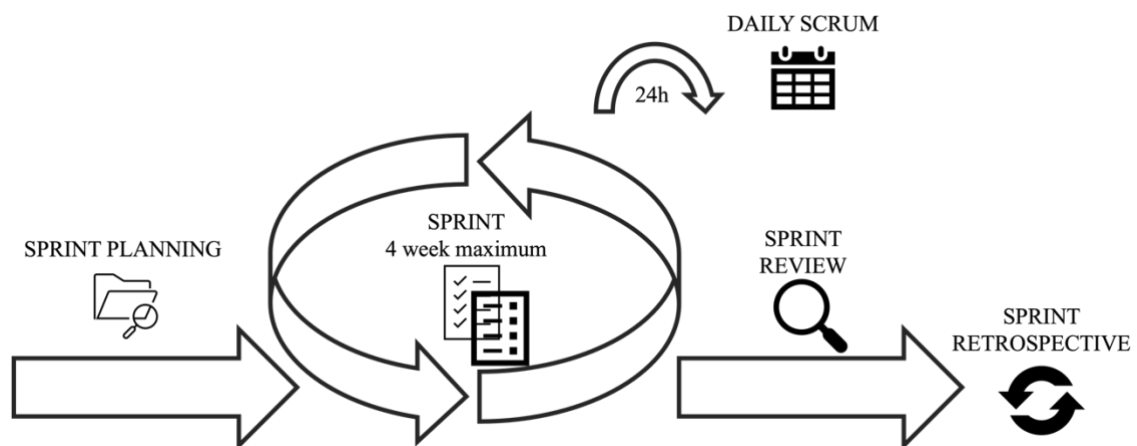 DAILY SCRUM
24h
SPRINT
4 week maximum
SPRINT PLANNING
SPRINT
REVIEW
SPRINT
RETROSPECTIVE